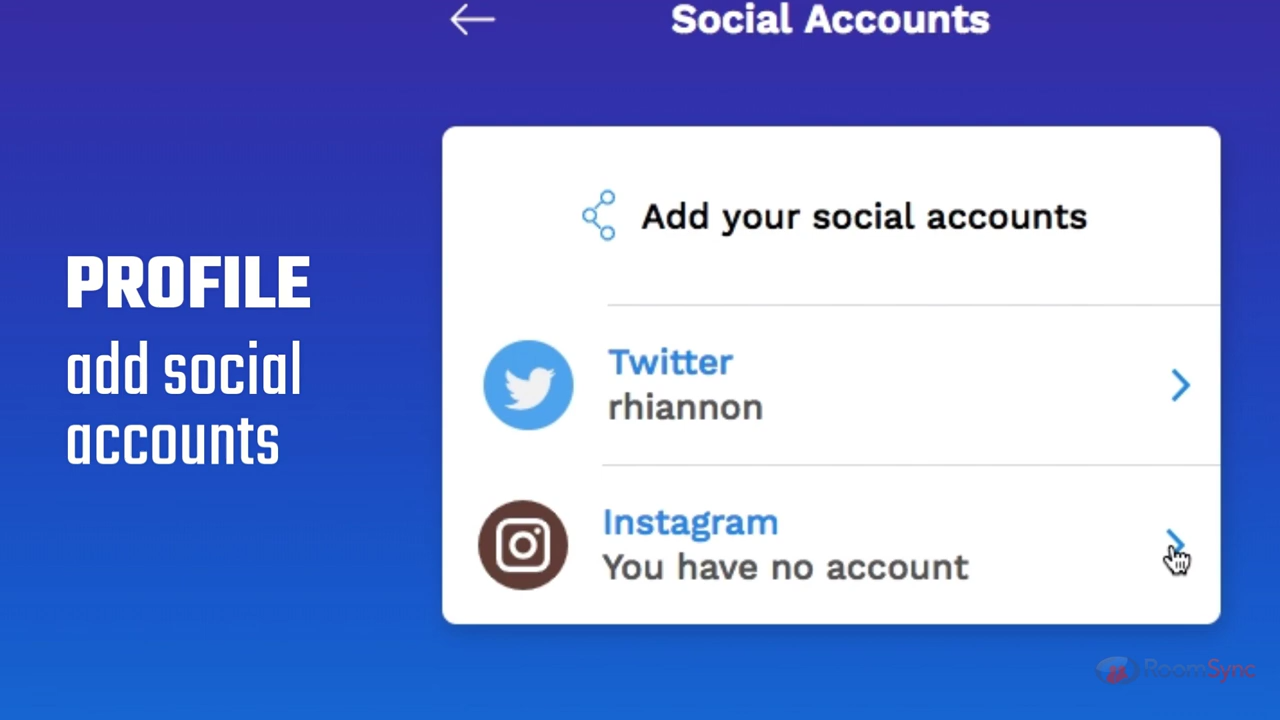 Social Accounts
Add your social accounts
PROFILE
add social
accounts
Twitter
rhiannon
Instagram
You have no account
RoomSync